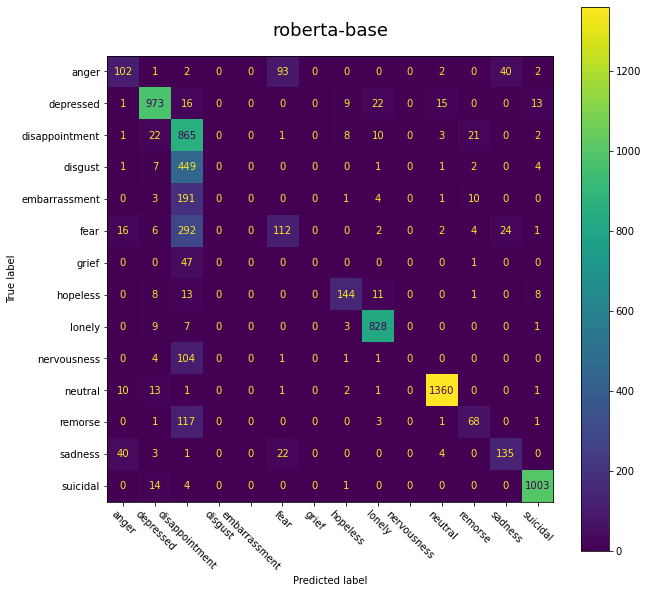 roberta-base
anger 102 1 2 0 0 93 0 0 0 0 2 0 40 2
depressed 1 973 16 0 0 0 0 9 22 0 15 0 0 13
disappointment 1 22 865 0 0 1 0 8 10 0 3 21 0 2
disgust 1 7 449 0 0 0 0 0 1 0 1 2 0 4
embarrassment 0 3 191 0 0 0 0 1 4 0 1 10 0 0
fear 16 6 292 0 0 112 0 0 2 0 2 4 24 1
grief 0 0 47 0 0 0 0 0 0 0 0 1 0 0
hopeless 0 8 13 0 0 0 0 144 11 0 0 1 0 8
lonely 0 9 7 0 0 0 0 3 828 0 0 0 0 1
nervousness 0 4 104 0 0 1 0 1 1 0 0 0 0 0
neutral 10 13 1 0 0 1 0 2 1 0 1360 0 0 1
remorse 0 1 117 0 0 0 0 0 3 0 1 68 0 1
sadness 40 3 1 0 0 22 0 0 0 0 4 0 135 0
suicidal 0 14 4 0 0 0 0 1 0 0 0 0 0 1003
True label
anger depressed disappointment disgust embarrassment fear grief hopeless lonely nervousness neutral remorse sadness suicidal
Predicted label
1200
1000
800
600
400
200
0